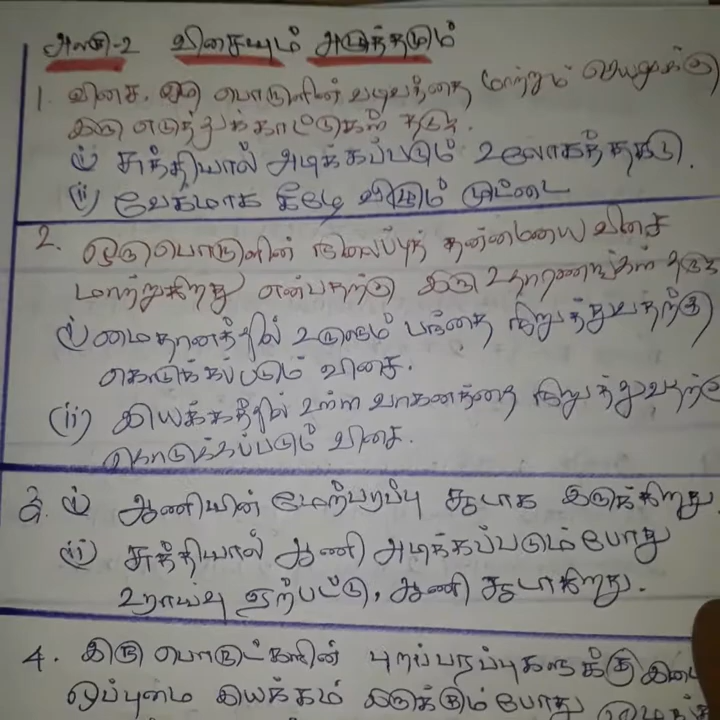 அலகு-2 விசையும் அழுத்தமும்
1. விசை, ஒரு பொருளின் வடிவத்தை மாற்றும் செயலுக்கு
இரு எடுத்துக்காட்டுகள் தருக.
i) சுத்தியால் அடிக்கப்படும் உலோகத்தகடு.
(ii) வேகமாக கீழே விழும் முட்டை
2. ஒரு பொருளின் நிலைப்புத் தன்மையை விசை
மாற்றுகிறது என்பதற்கு இரு உதாரணங்கள் தருக
i) மைதானத்தில் உருளும் பந்தை நிறுத்துவதற்கு
கொடுக்கப்படும் விசை.
(ii) இயக்கத்தில் உள்ள வாகனத்தை நிறுத்துவதற்கு
கொடுக்கப்படும் விசை.
3. i) ஆணியின் மேற்பரப்பு சூடாக இருக்கிறது.
ii) சுத்தியால் ஆணி அடிக்கப்படும்போது
உராய்வு ஏற்பட்டு, ஆணி சூடாகிறது.
4. இரு பொருட்களின் புறப்பரப்புகளுக்கு இடை
ஒப்புமை இயக்கம் இருக்கும்போது